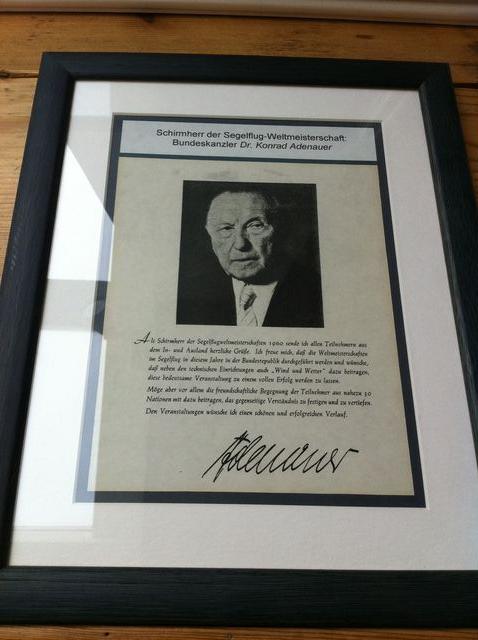 Schirmherr der Segelflug-Weltmeisterschaft:
Bundeskanzler Dr. Konrad Adenauer
Als Schirmherr der Segelflugweltmeisterschaften 1960 sende ich allen Teilnehmern aus
dem In- und Ausland herzliche Grüße. Ich freue mich, daß die Weltmeisterschaften
im Segelflug in diesem Jahre in der Bundesrepublik durchgeführt werden und wünsche,
daß neben den technischen Einrichtungen auch „Wind und Wetter" dazu beitragen,
diese bedeutsame Veranstaltung zu einem vollen Erfolg werden zu lassen.
Möge aber vor allem die freundschaftliche Begegnung der Teilnehmer aus nahezu 30
Nationen mit dazu beitragen, das gegenseitige Verständnis zu festigen und zu vertiefen.
Den Veranstaltungen wünsche ich einen schönen und erfolgreichen Verlauf.
Adenauer